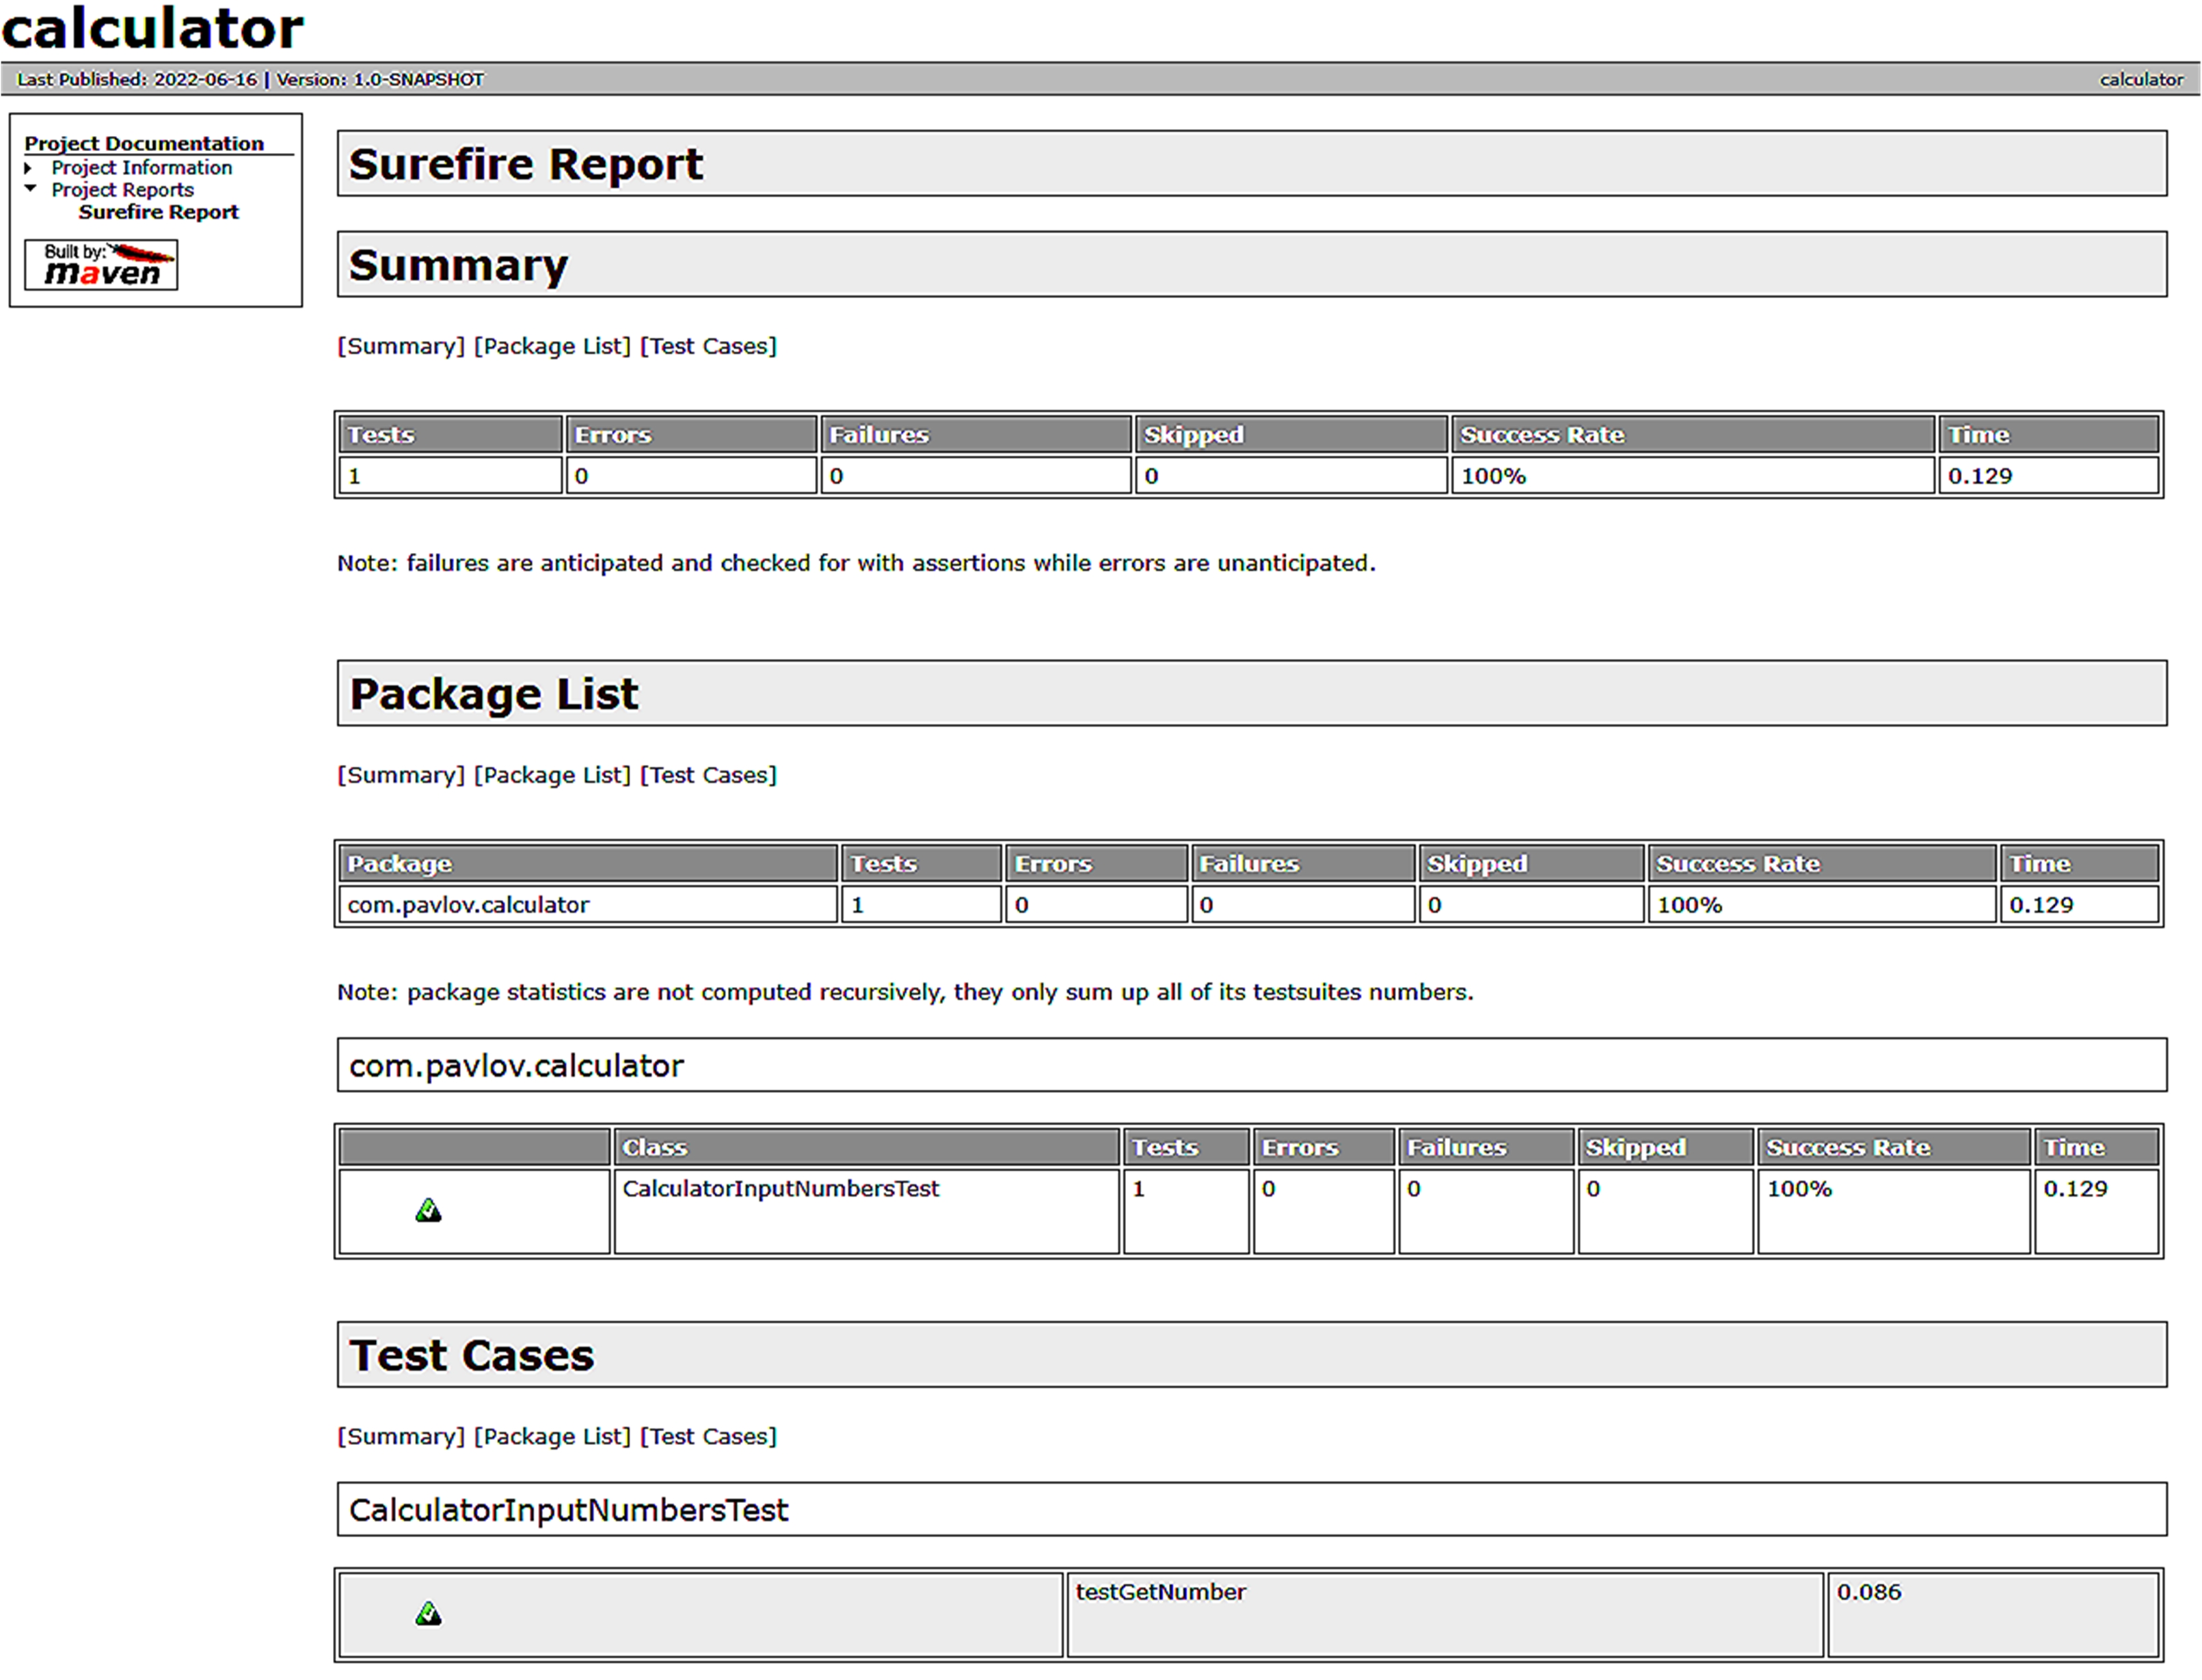 calculator
Last Published: 2022-06-16 | Version: 1.0-SNAPSHOT calculator
Project Documentation
Project Information
Project Reports
Surefire Report
Built by:
maven
Surefire Report
Summary
[Summary] [Package List] [Test Cases]
Tests Errors Failures Skipped Success Rate Time
1 0 0 0 100% 0.129
Note: failures are anticipated and checked for with assertions while errors are unanticipated.
Package List
[Summary] [Package List] [Test Cases]
Package Tests Errors Failures Skipped Success Rate Time
com.pavlov.calculator 1 0 0 0 100% 0.129
Note: package statistics are not computed recursively, they only sum up all of its testsuites numbers.
com.pavlov.calculator
Class Tests Errors Failures Skipped Success Rate Time
CalculatorInputNumbersTest 1 0 0 0 100% 0.129
Test Cases
[Summary] [Package List] [Test Cases]
CalculatorInputNumbersTest
testGetNumber 0.086